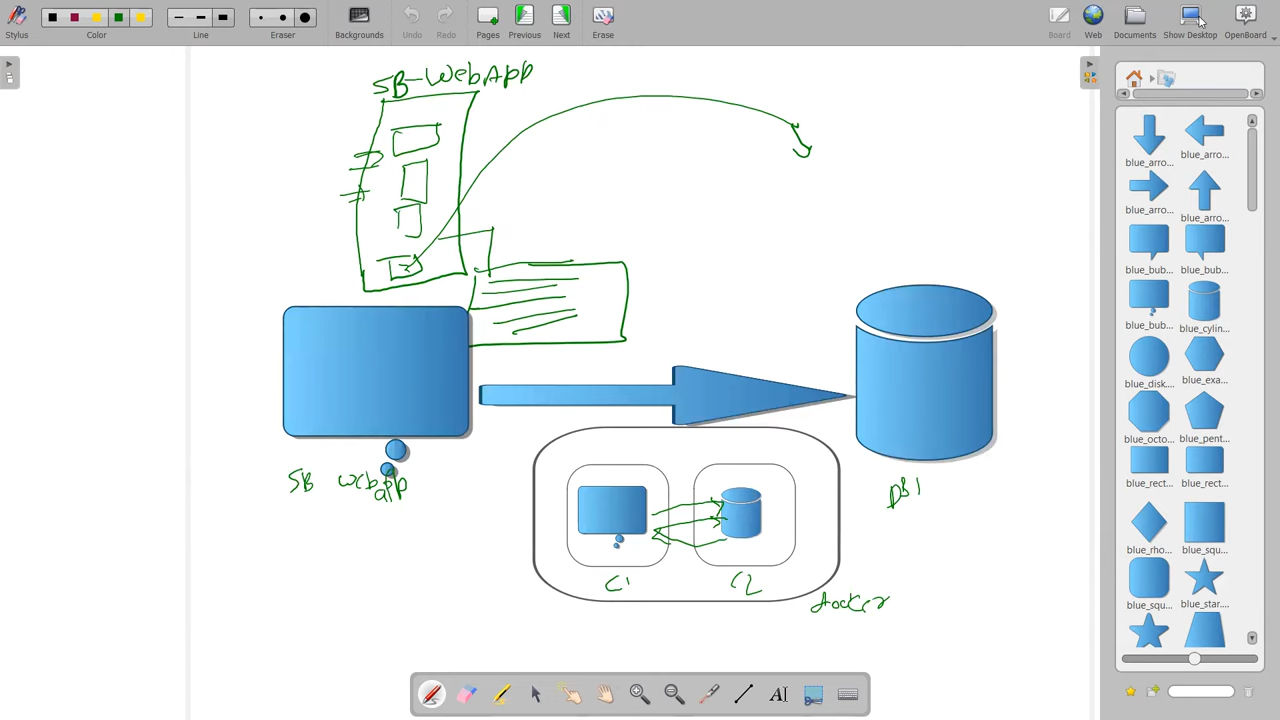 Stylus
Color
Line
Eraser
Backgrounds
Undo
Redo
Pages
Previous
Next
Erase
Board
Web
Documents
Show Desktop
OpenBoard
SB-WebApp
SB webapp
DB1
C1
C2
docker
blue_arro...
blue_arro...
blue_arro...
blue_arro...
blue_bub...
blue_bub...
blue_bu...
blue_cylin...
blue_disk....
blue_exa...
blue_octo...
blue_pent...
blue_rect...
blue_rect...
blue_rho...
blue_squ...
blue_squ...
blue_star....